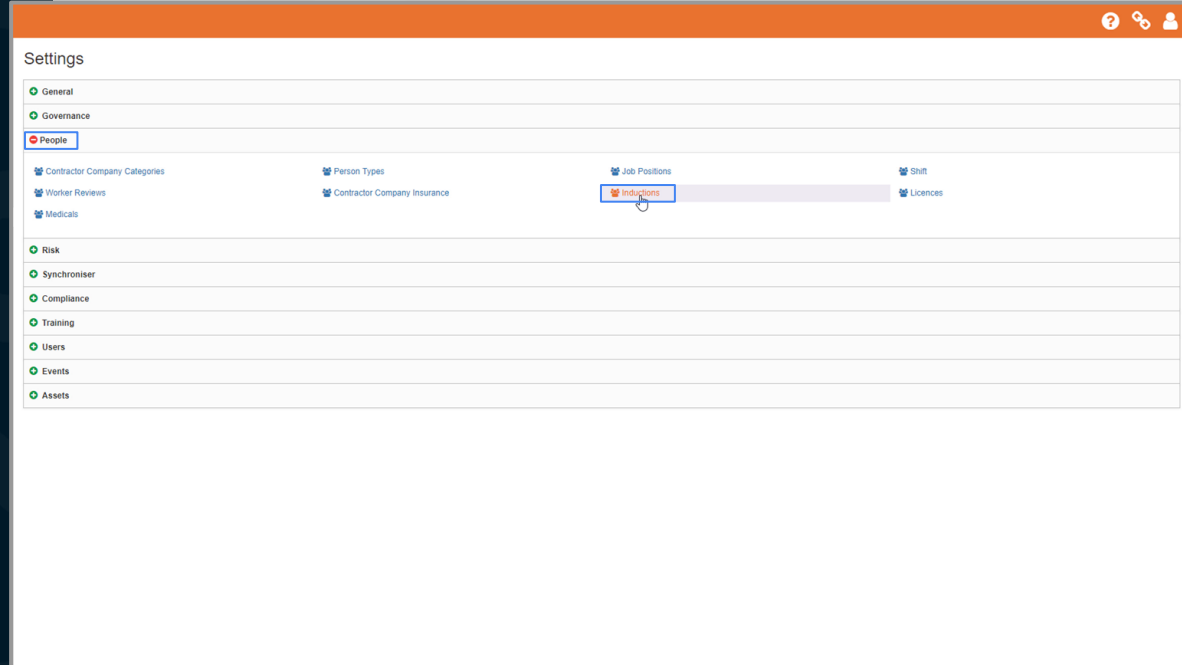 Settings
General
Governance
People
Contractor Company Categories
Person Types
Job Positions
Shift
Worker Reviews
Contractor Company Insurance
Inductions
Licences
Medicals
Risk
Synchroniser
Compliance
Training
Users
Events
Assets